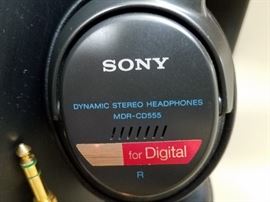 SONY
DYNAMIC STEREO HEADPHONES
MDR-CD555
for Digital
R